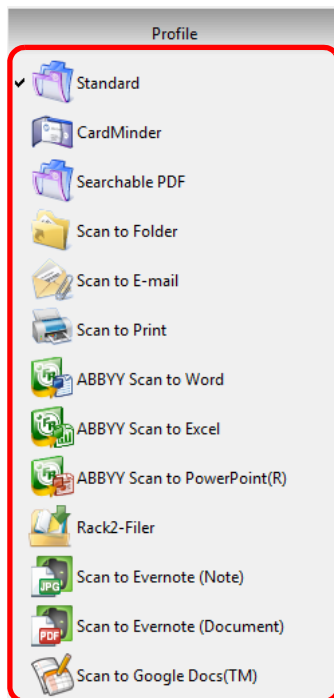 Profile
Standard
CardMinder
Searchable PDF
Scan to Folder
Scan to E-mail
Scan to Print
ABBYY Scan to Word
ABBYY Scan to Excel
ABBYY Scan to PowerPoint(R)
Rack2-Filer
JPG Scan to Evernote (Note)
PDF Scan to Evernote (Document)
Scan to Google Docs(TM)